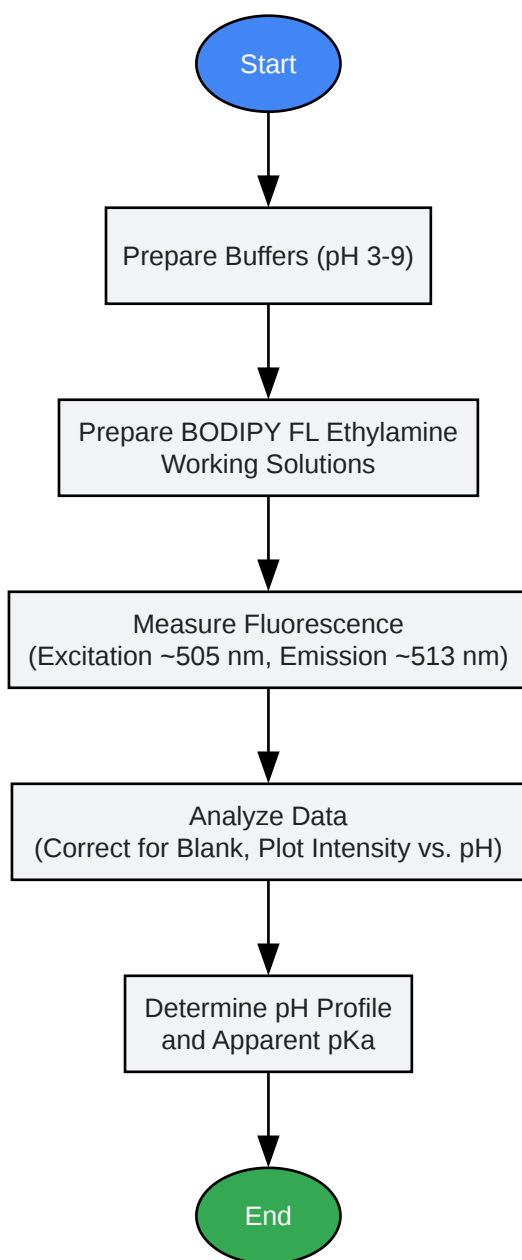 Start
Prepare Buffers (pH 3-9)
Prepare BODIPY FL Ethylamine
Working Solutions
Measure Fluorescence
(Excitation ~505 nm, Emission ~513 nm)
Analyze Data
(Correct for Blank, Plot Intensity vs. pH)
Determine pH Profile
and Apparent pKa
End